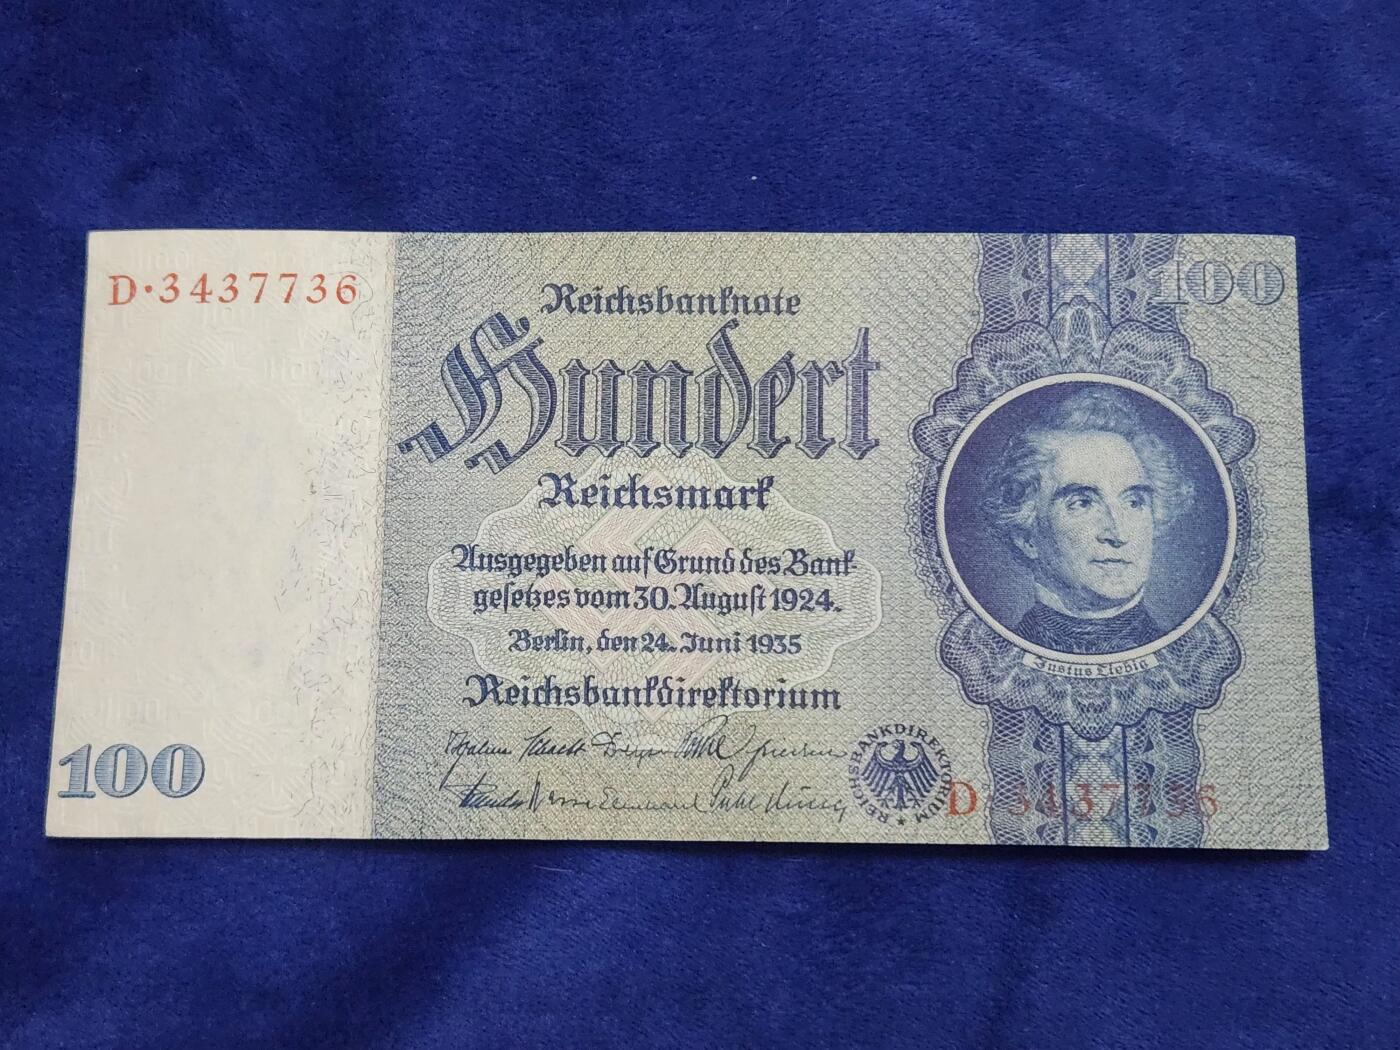 D·3437736
100
Reichsbanknote
Hundert
Reichsmark
Ausgegeben auf Grund des Bank-
gesetzes vom 30. August 1924.
Berlin, den 24. Juni 1935
Reichsbankdirektorium
REICHSBANKDIREKTORIUM
Justus Liebig
D·3437736
100